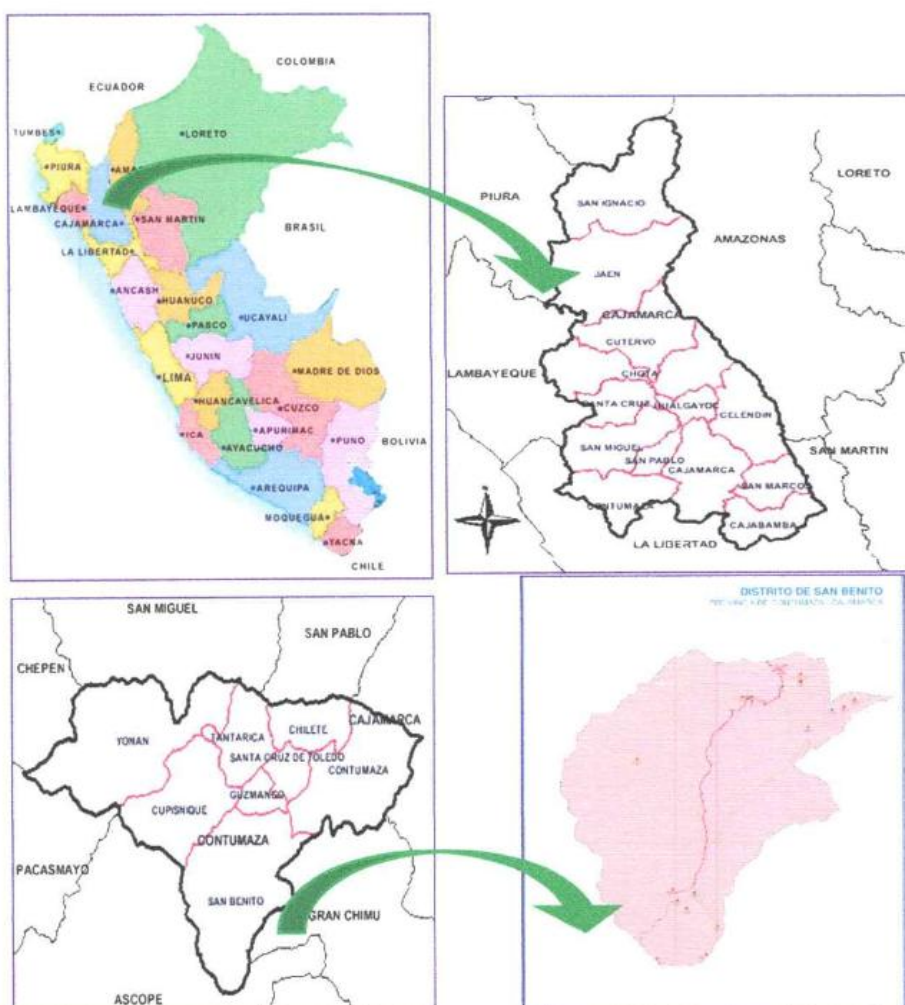 COLOMBIA
ECUADOR
TUMBES
LORETO
PIURA
AMA
LAMBAYEQUE
CAJAMARCA
SAN MARTIN
LA LIBERTAD
BRASIL
ANCASH
HUANUCO
PASCO
UCAYALI
JUNIN
LIMA
MADRE DE DIOS
HUANCAVELICA
CUZCO
ICA
APURIMAC
AYACUCHO
PUNO
BOLIVIA
AREQUIPA
MOQUEGUA
TACNA
CHILE
PIURA
LORETO
SAN IGNACIO
AMAZONAS
JAEN
CAJAMARCA
CUTERVO
LAMBAYEQUE
CHOTA
SANTA CRUZ
HUALGAYOC
CELENDIN
SAN MIGUEL
SAN PABLO
CAJAMARCA
SAN MARTIN
SAN MARCOS
CONTUMAZA
CAJABAMBA
LA LIBERTAD
SAN MIGUEL
SAN PABLO
CHEPEN
CAJAMARCA
YONAN
TANTARICA
CHILETE
SANTA CRUZ DE TOLEDO
CONTUMAZA
GUZMANGO
CUPISNIQUE
CONTUMAZA
PACASMAYO
SAN BENITO
GRAN CHIMU
ASCOPE
DISTRITO DE SAN BENITO